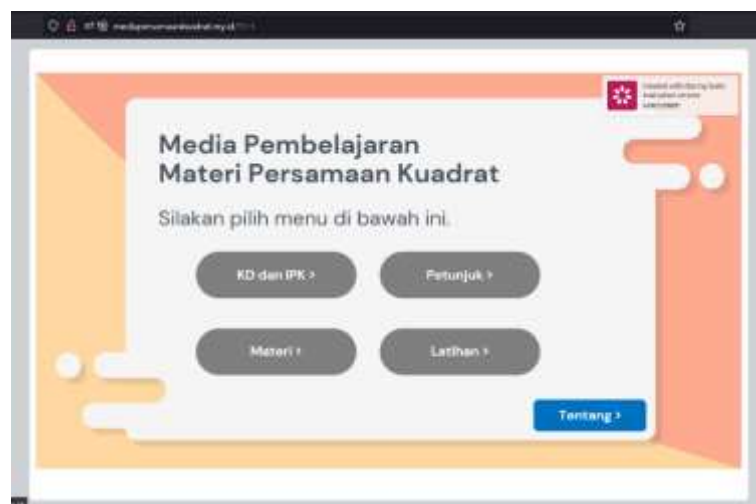 Media Pembelajaran
Materi Persamaan Kuadrat
Silakan pilih menu di bawah ini.
KD dan IPK >
Petunjuk >
Materi >
Latihan >
Tentang >